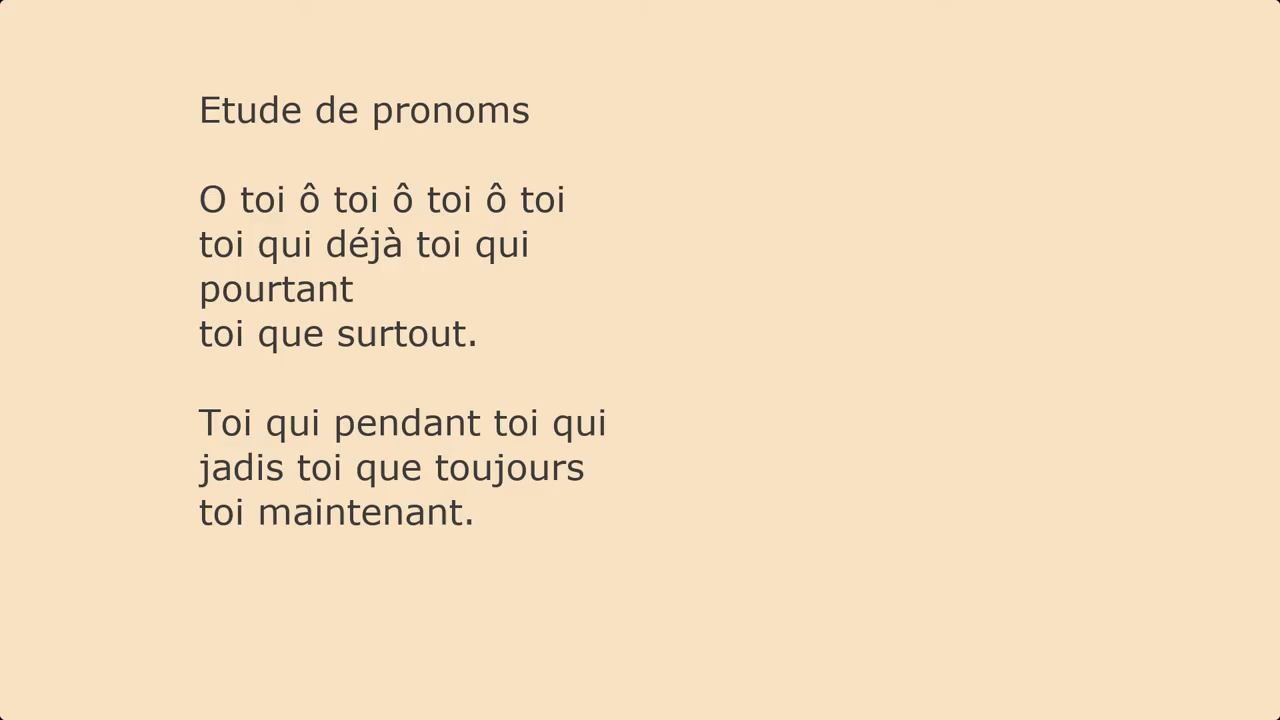 Etude de pronoms
O toi ô toi ô toi ô toi
toi qui déjà toi qui
pourtant
toi que surtout.
Toi qui pendant toi qui
jadis toi que toujours
toi maintenant.